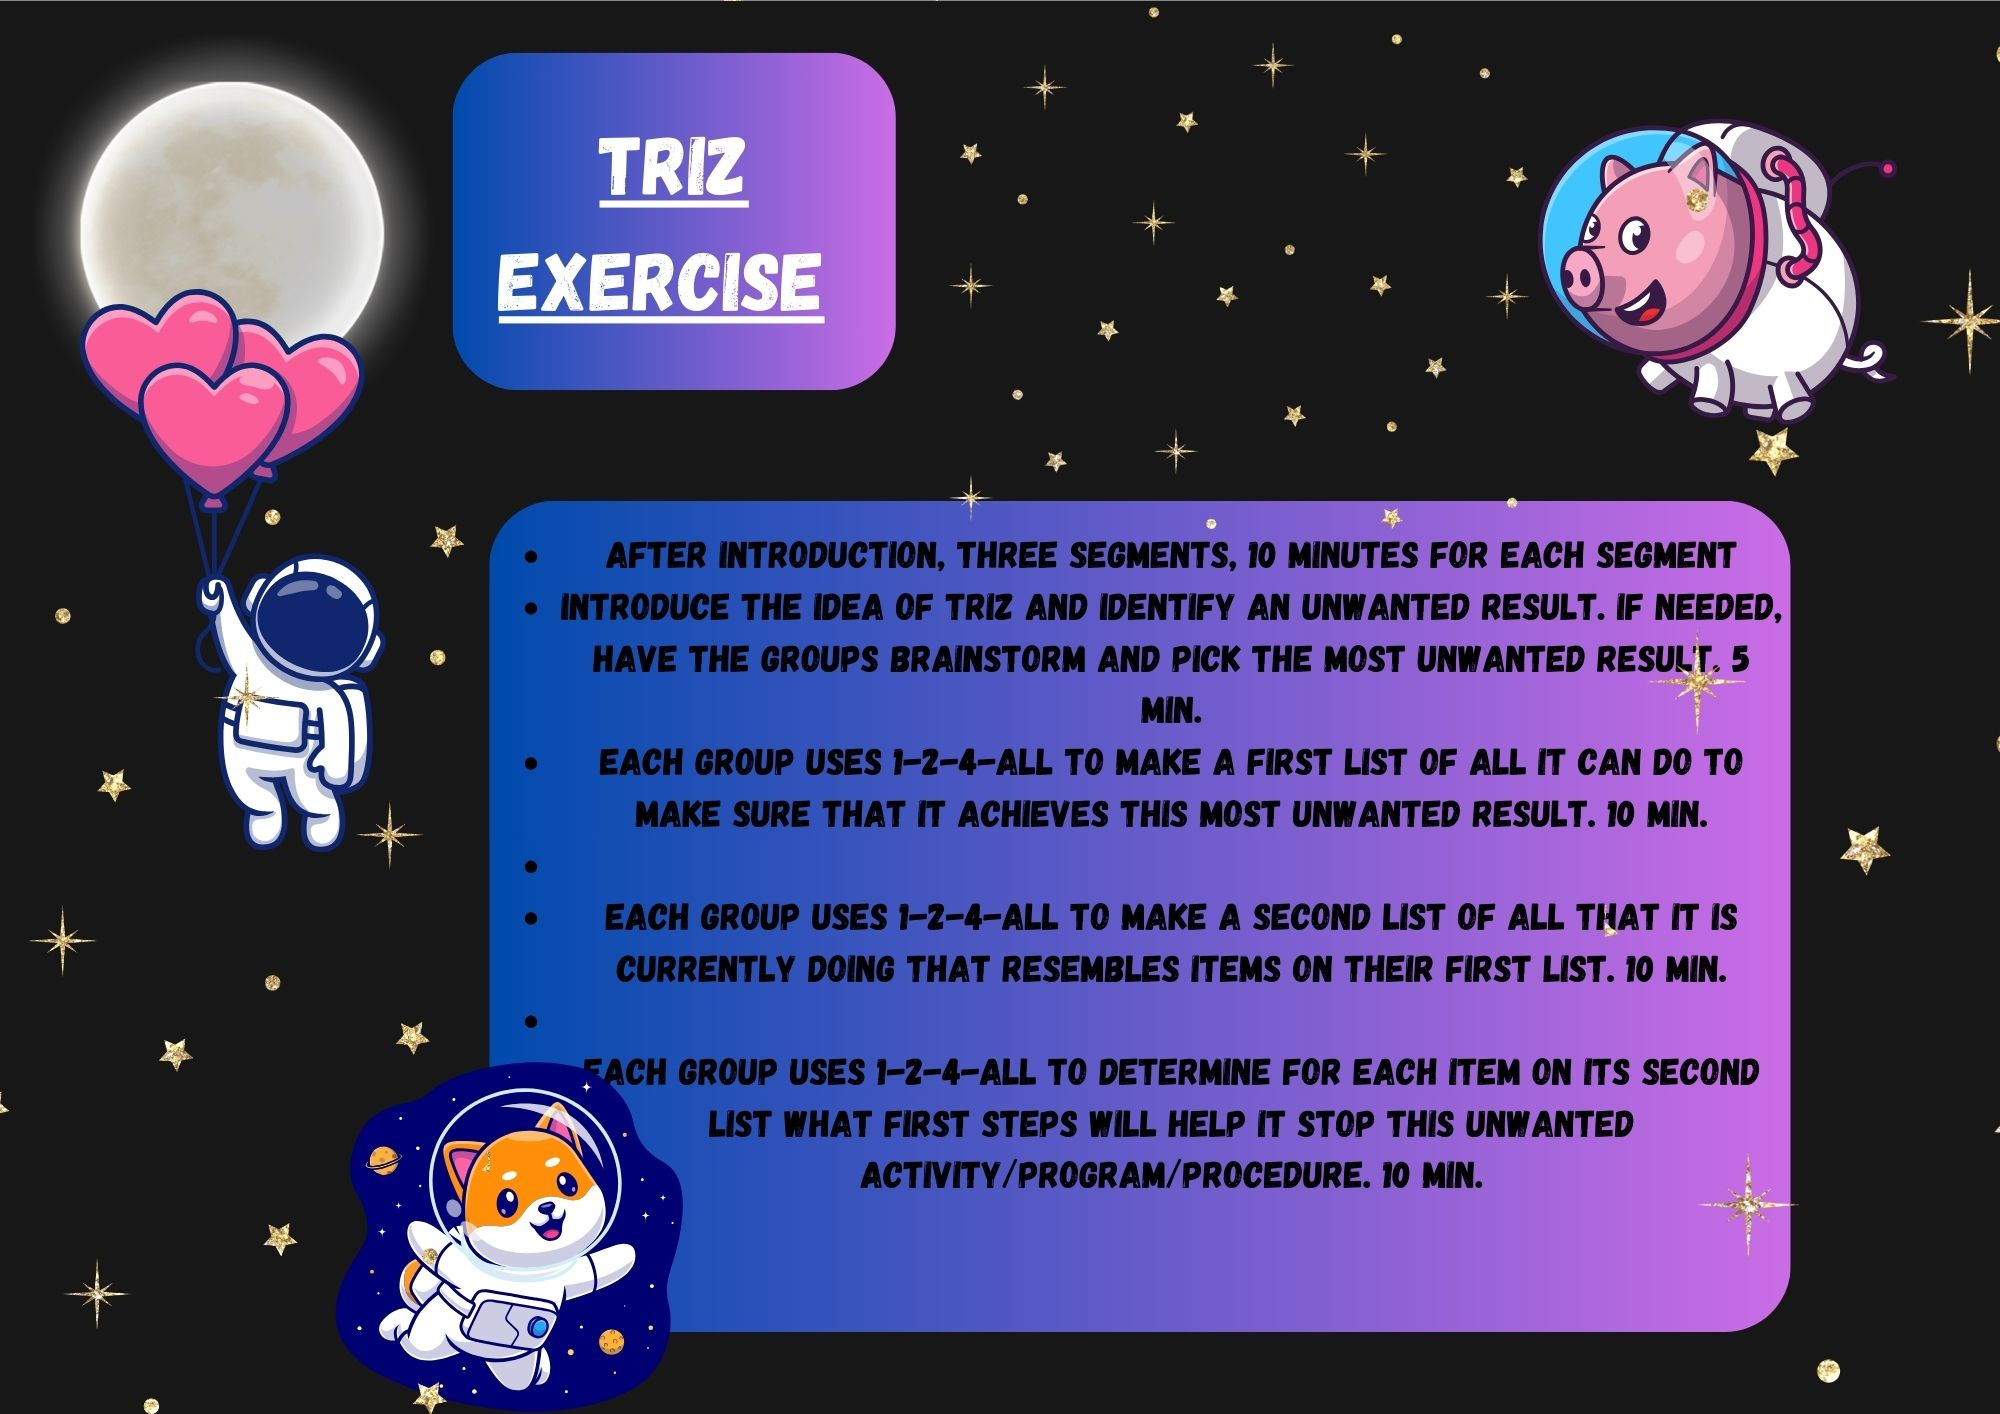 TRIZ
EXERCISE
• AFTER INTRODUCTION, THREE SEGMENTS, 10 MINUTES FOR EACH SEGMENT
• INTRODUCE THE IDEA OF TRIZ AND IDENTIFY AN UNWANTED RESULT. IF NEEDED,
HAVE THE GROUPS BRAINSTORM AND PICK THE MOST UNWANTED RESULT. 5
MIN.
• EACH GROUP USES 1-2-4-ALL TO MAKE A FIRST LIST OF ALL IT CAN DO TO
MAKE SURE THAT IT ACHIEVES THIS MOST UNWANTED RESULT. 10 MIN.
•
• EACH GROUP USES 1-2-4-ALL TO MAKE A SECOND LIST OF ALL THAT IT IS
CURRENTLY DOING THAT RESEMBLES ITEMS ON THEIR FIRST LIST. 10 MIN.
•
EACH GROUP USES 1-2-4-ALL TO DETERMINE FOR EACH ITEM ON ITS SECOND
LIST WHAT FIRST STEPS WILL HELP IT STOP THIS UNWANTED
ACTIVITY/PROGRAM/PROCEDURE. 10 MIN.